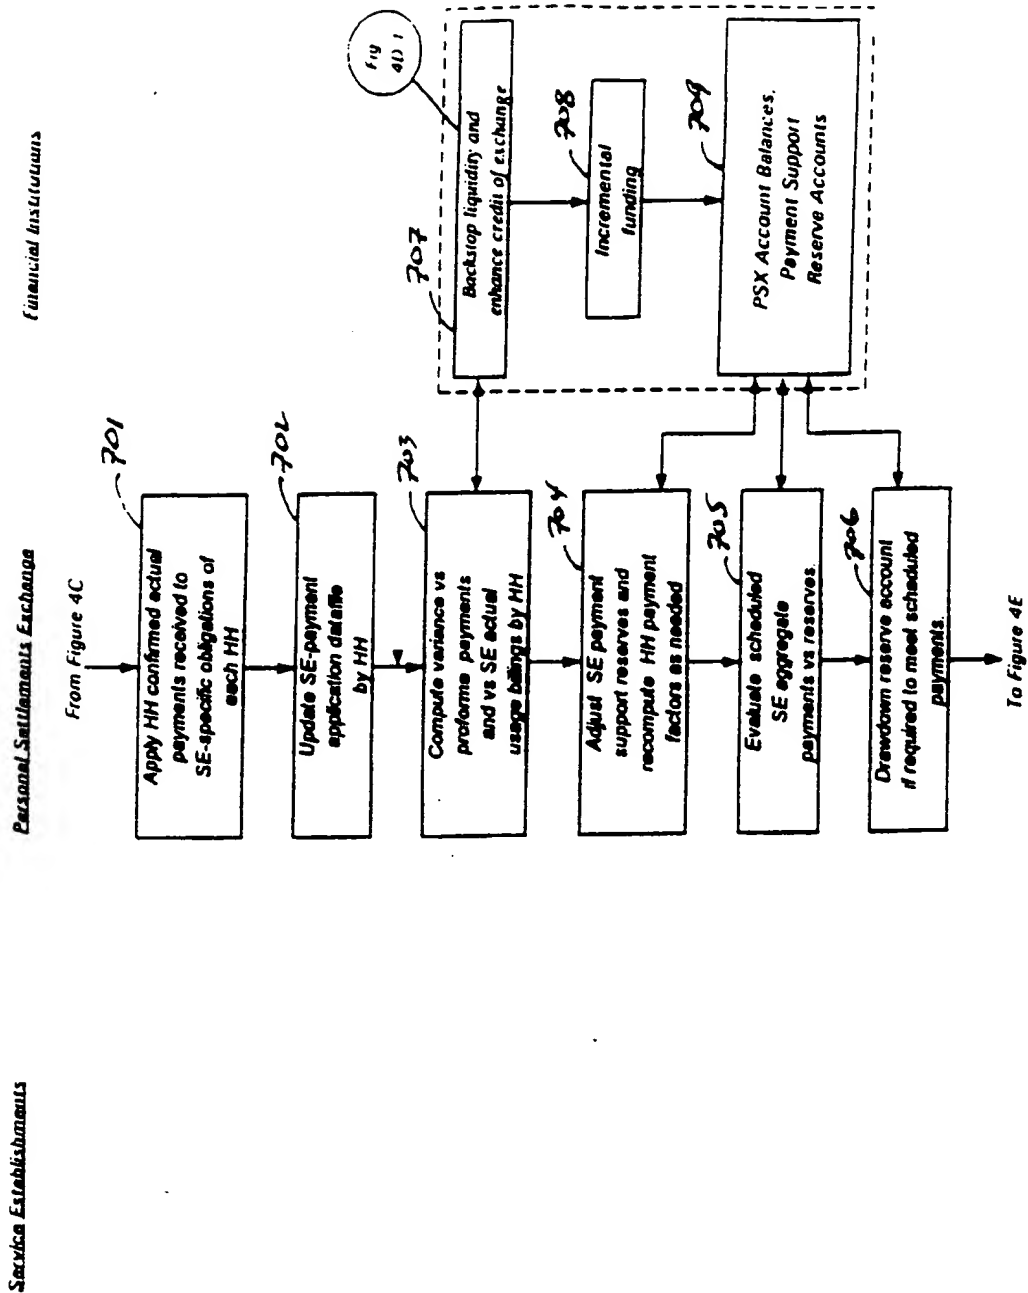 Service Establishments
Personal Settlements Exchange
Financial Institutions
From Figure 4C
701
Apply HH confirmed actual
payments received to
SE-specific obligations of
each HH
702
Update SE-payment
application datafile
by HH
703
Compute variance vs
proforma payments
and vs SE actual
usage billings by HH
704
Adjust SE payment
support reserves and
recompute HH payment
factors as needed
705
Evaluate scheduled
SE aggregate
payments vs reserves.
706
Drawdown reserve account
if required to meet scheduled
payments.
To Figure 4E
Fig
4D 1
707
Backstop liquidity and
enhance credit of exchange
708
Incremental
funding
709
PSX Account Balances,
Payment Support
Reserve Accounts